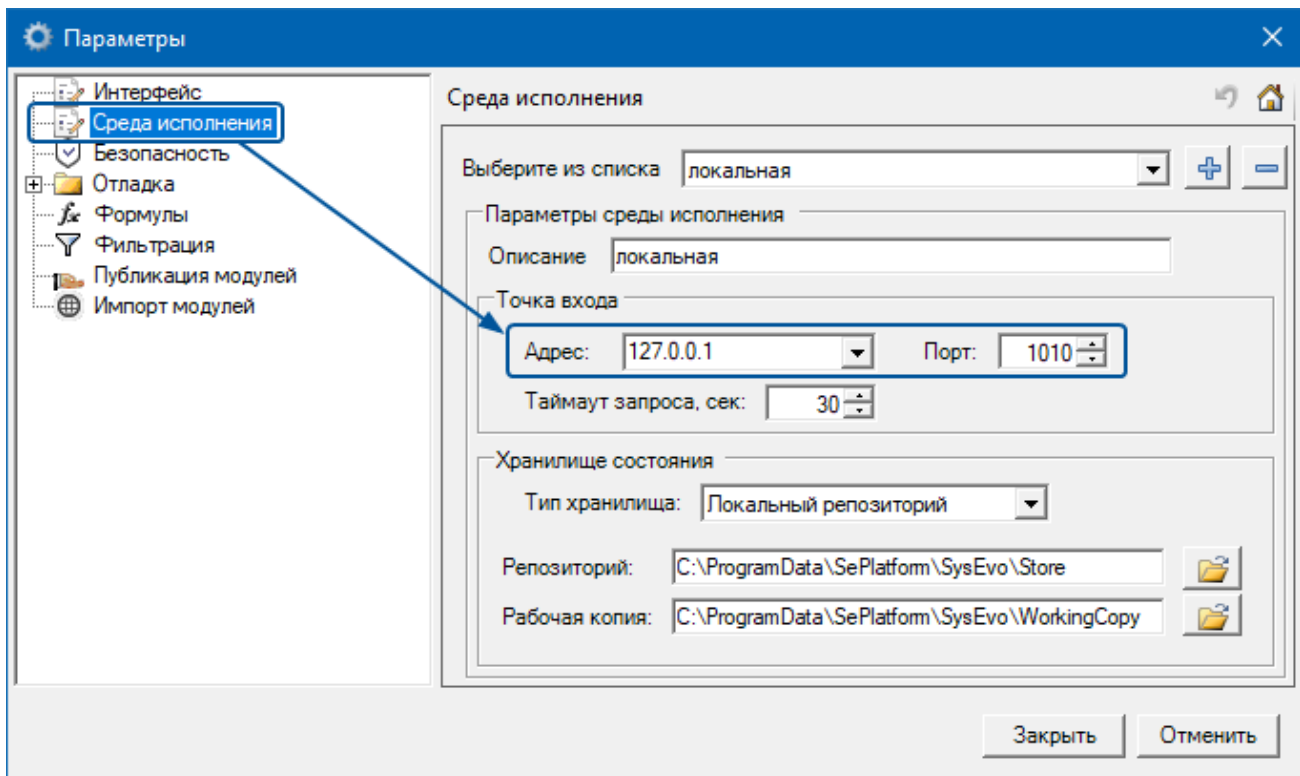 Параметры
Интерфейс
Среда исполнения
Безопасность
Отладка
Формулы
Фильтрация
Публикация модулей
Импорт модулей
Среда исполнения
Выберите из списка локальная
Параметры среды исполнения
Описание локальная
Точка входа
Адрес: 127.0.0.1 Порт: 1010
Таймаут запроса, сек: 30
Хранилище состояния
Тип хранилища: Локальный репозиторий
Репозиторий: C:\ProgramData\SePlatform\SysEvo\Store
Рабочая копия: C:\ProgramData\SePlatform\SysEvo\WorkingCopy
Закрыть Отменить